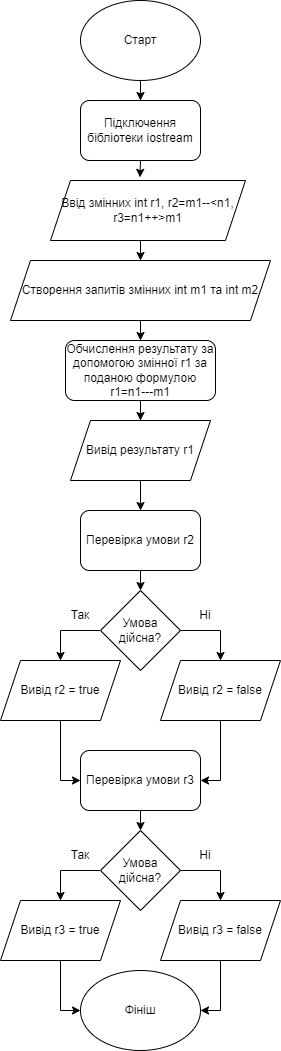 Старт
Підключення
бібліотеки iostream
Ввід змінних int r1, r2=m1--<n1,
r3=n1++>m1
Створення запитів змінних int m1 та int m2
Обчислення результату за
допомогою змінної r1 за
поданою формулою
r1=n1---m1
Вивід результату r1
Перевірка умови r2
Умова
дійсна?
Так
Ні
Вивід r2 = true
Вивід r2 = false
Перевірка умови r3
Умова
дійсна?
Так
Ні
Вивід r3 = true
Вивід r3 = false
Фініш